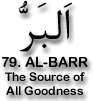 اَلبَرُّ
79. AL-BARR
The Source of
All Goodness